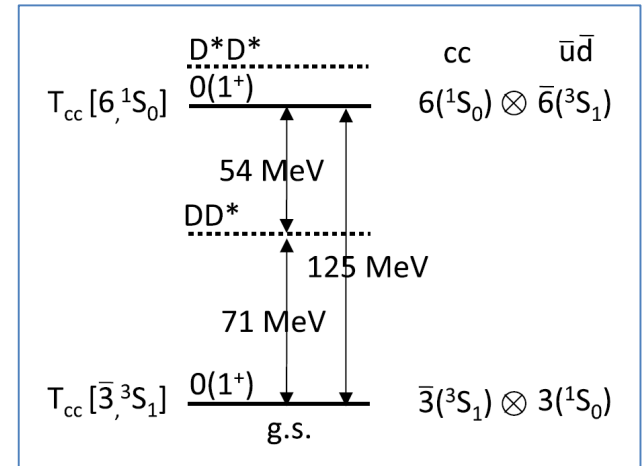 D*D* cc u̅d̅
0(1⁺)
T_cc [6,¹S₀] 6(¹S₀) ⊗ 6̅(³S₁)
54 MeV
DD*
125 MeV
71 MeV
0(1⁺)
T_cc [3̅,³S₁] 3̅(³S₁) ⊗ 3(¹S₀)
g.s.